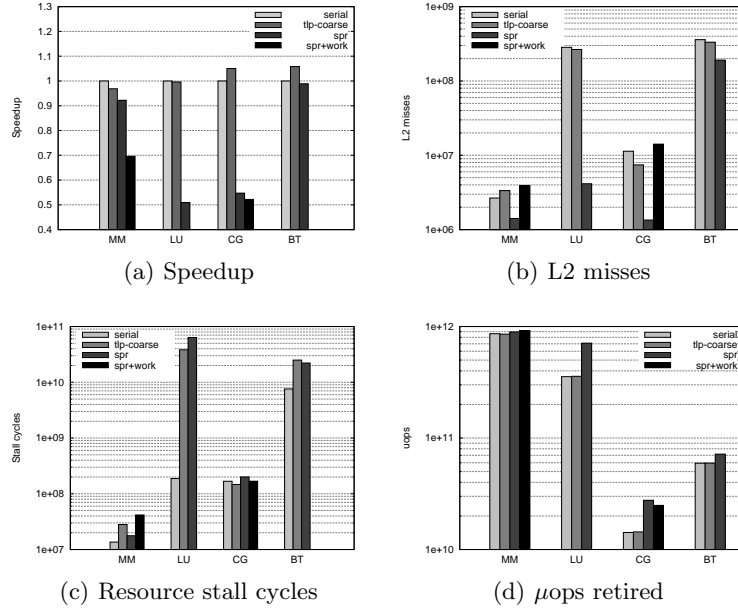 1.3
1.2
1.1
1
0.9
0.8
0.7
0.6
0.5
0.4
Speedup
serial
tlp-coarse
spr
spr+work
MM LU CG BT
(a) Speedup
1e+09
1e+08
1e+07
1e+06
L2 misses
serial
tlp-coarse
spr
spr+work
MM LU CG BT
(b) L2 misses
1e+11
1e+10
1e+09
1e+08
1e+07
Stall cycles
serial
tlp-coarse
spr
spr+work
MM LU CG BT
(c) Resource stall cycles
1e+12
1e+11
1e+10
uops
serial
tlp-coarse
spr
spr+work
MM LU CG BT
(d) μops retired